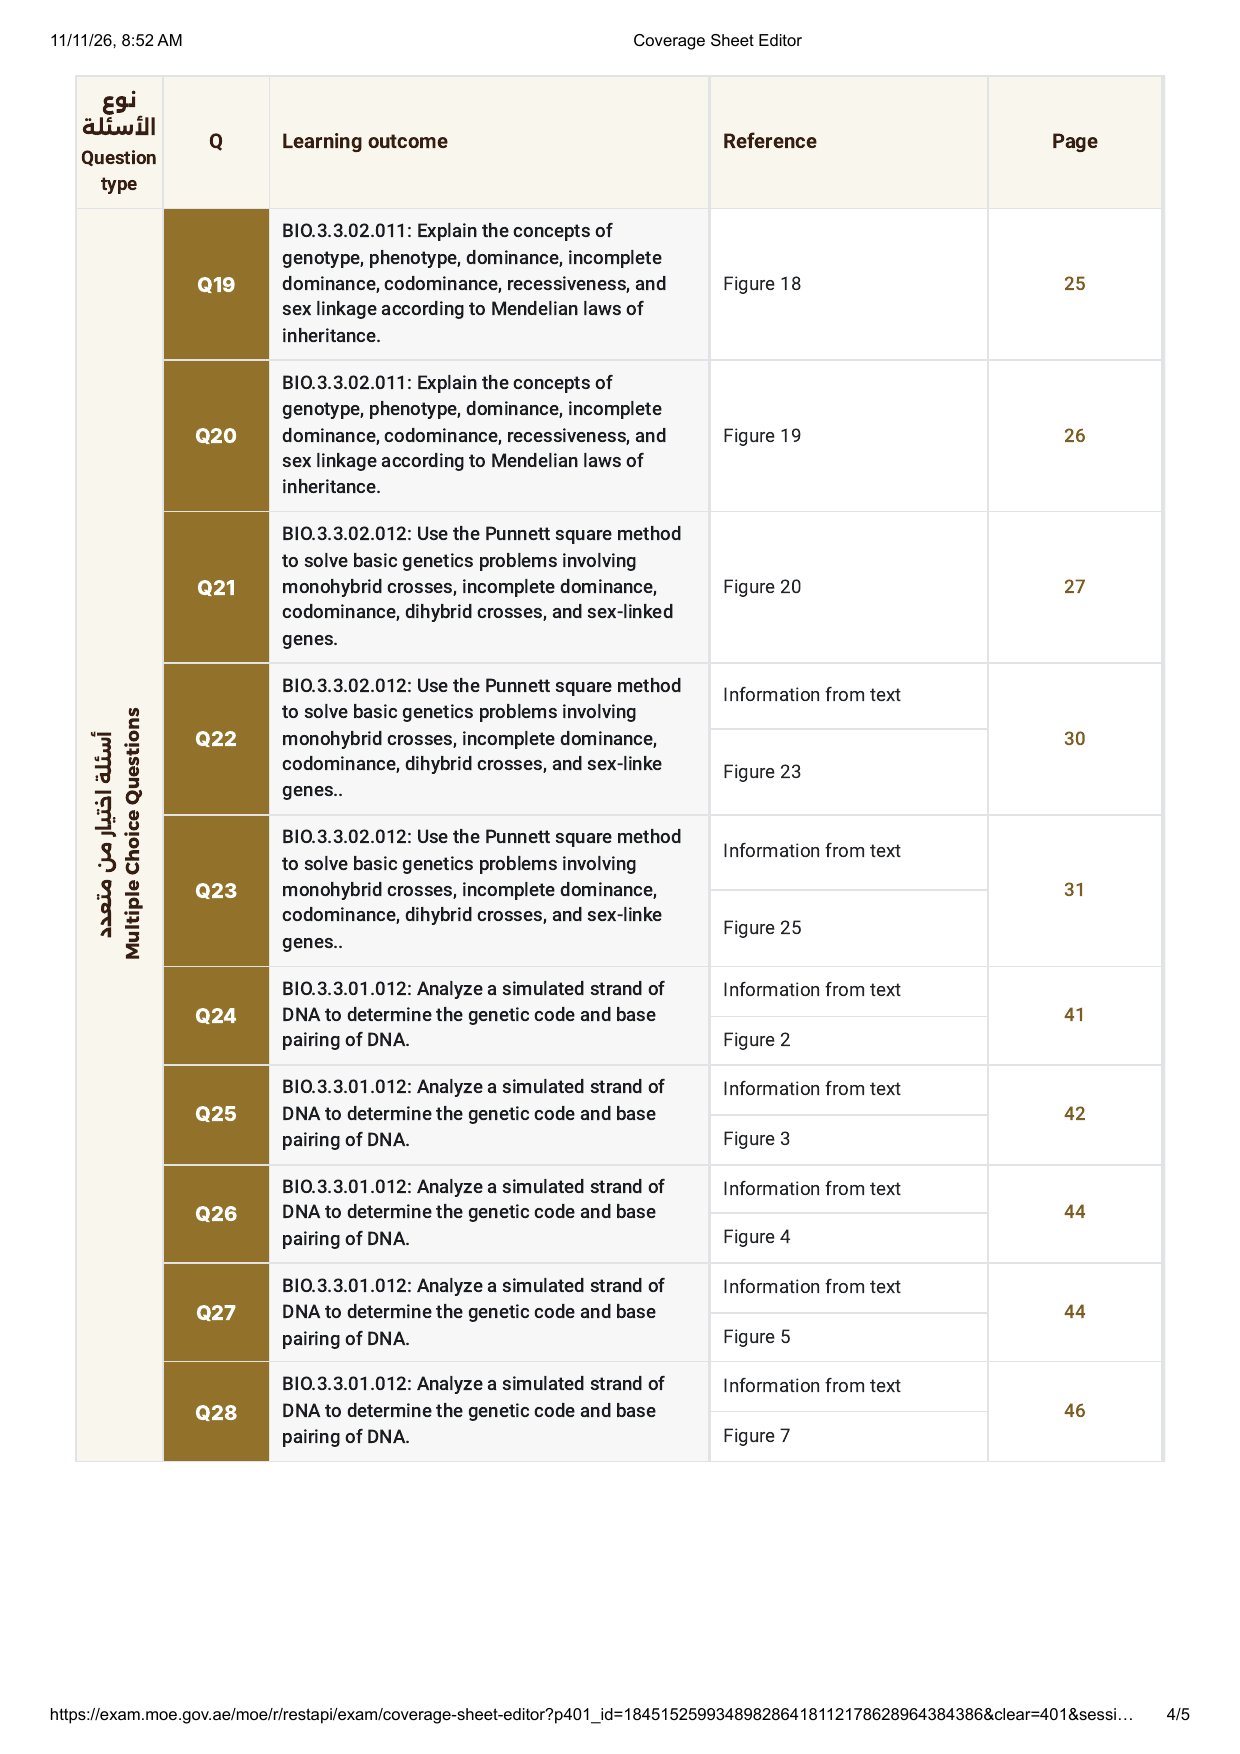 11/11/26, 8:52 AM
Coverage Sheet Editor
نوع
الأسئلة
Question
type
Q
Learning outcome
Reference
Page
أسئلة اختيار من متعدد
Multiple Choice Questions
Q19
BIO.3.3.02.011: Explain the concepts of
genotype, phenotype, dominance, incomplete
dominance, codominance, recessiveness, and
sex linkage according to Mendelian laws of
inheritance.
Figure 18
25
Q20
BIO.3.3.02.011: Explain the concepts of
genotype, phenotype, dominance, incomplete
dominance, codominance, recessiveness, and
sex linkage according to Mendelian laws of
inheritance.
Figure 19
26
Q21
BIO.3.3.02.012: Use the Punnett square method
to solve basic genetics problems involving
monohybrid crosses, incomplete dominance,
codominance, dihybrid crosses, and sex-linked
genes.
Figure 20
27
Q22
BIO.3.3.02.012: Use the Punnett square method
to solve basic genetics problems involving
monohybrid crosses, incomplete dominance,
codominance, dihybrid crosses, and sex-linke
genes..
Information from text
Figure 23
30
Q23
BIO.3.3.02.012: Use the Punnett square method
to solve basic genetics problems involving
monohybrid crosses, incomplete dominance,
codominance, dihybrid crosses, and sex-linke
genes..
Information from text
Figure 25
31
Q24
BIO.3.3.01.012: Analyze a simulated strand of
DNA to determine the genetic code and base
pairing of DNA.
Information from text
Figure 2
41
Q25
BIO.3.3.01.012: Analyze a simulated strand of
DNA to determine the genetic code and base
pairing of DNA.
Information from text
Figure 3
42
Q26
BIO.3.3.01.012: Analyze a simulated strand of
DNA to determine the genetic code and base
pairing of DNA.
Information from text
Figure 4
44
Q27
BIO.3.3.01.012: Analyze a simulated strand of
DNA to determine the genetic code and base
pairing of DNA.
Information from text
Figure 5
44
Q28
BIO.3.3.01.012: Analyze a simulated strand of
DNA to determine the genetic code and base
pairing of DNA.
Information from text
Figure 7
46
https://exam.moe.gov.ae/moe/r/restapi/exam/coverage-sheet-editor?p401_id=184515259934898286418112178628964384386&clear=401&sessi…
4/5